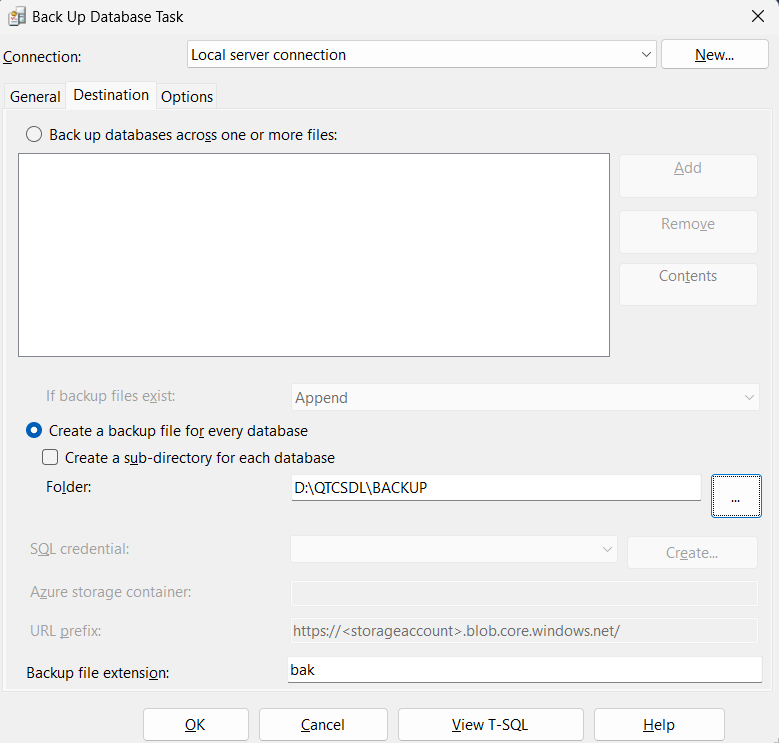 Back Up Database Task
Connection: Local server connection New...
General Destination Options
Back up databases across one or more files:
Add
Remove
Contents
If backup files exist: Append
Create a backup file for every database
Create a sub-directory for each database
Folder: D:\QTCSDL\BACKUP ...
SQL credential: Create...
Azure storage container:
URL prefix: https://<storageaccount>.blob.core.windows.net/
Backup file extension: bak
OK Cancel View T-SQL Help